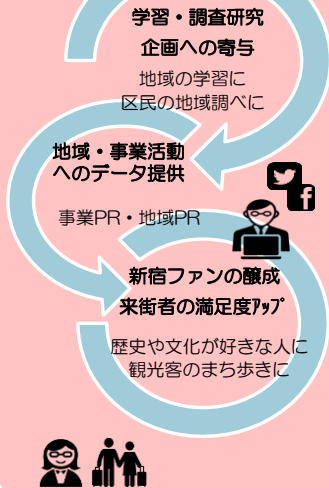 学習・調査研究
企画への寄与
地域の学習に
区民の地域調べに
地域・事業活動
へのデータ提供
事業PR・地域PR
新宿ファンの醸成
来街者の満足度ｱｯﾌﾟ
歴史や文化が好きな人に
観光客のまち歩きに